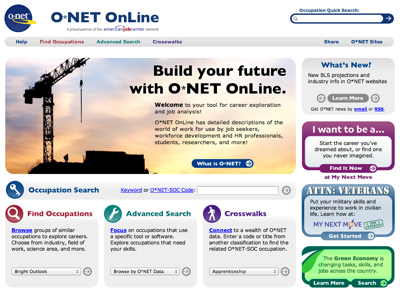 Occupation Quick Search:
o·net
O*NET OnLine
A proud partner of the americanjobcenter network
Help
Find Occupations
Advanced Search
Crosswalks
Share
O*NET Sites
Build your future
with O*NET OnLine.
Welcome to your tool for career exploration
and job analysis!
O*NET OnLine has detailed descriptions of the
world of work for use by job seekers,
workforce development and HR professionals,
students, researchers, and more!
What is O*NET?
What's New?
New BLS projections and
industry info in O*NET websites
Learn More
Get O*NET news by email or RSS.
I want to be a...
Start the career you've
dreamed about, or find one
you never imagined.
Find It Now
at My Next Move
ATTN: VETERANS
Put your military skills and
experience to work in civilian
life. Learn how at:
MY NEXT MOVE
Get Started
The Green Economy is
changing tasks, skills, and
jobs across the country.
Learn More
Occupation Search
Keyword or O*NET-SOC Code:
Find Occupations
Browse groups of similar
occupations to explore careers.
Choose from industry, field of
work, science area, and more.
Bright Outlook
Advanced Search
Focus on occupations that use
a specific tool or software.
Explore occupations that need
your skills.
Browse by O*NET Data:
Crosswalks
Connect to a wealth of O*NET
data. Enter a code or title from
another classification to find the
related O*NET-SOC occupation.
Apprenticeship